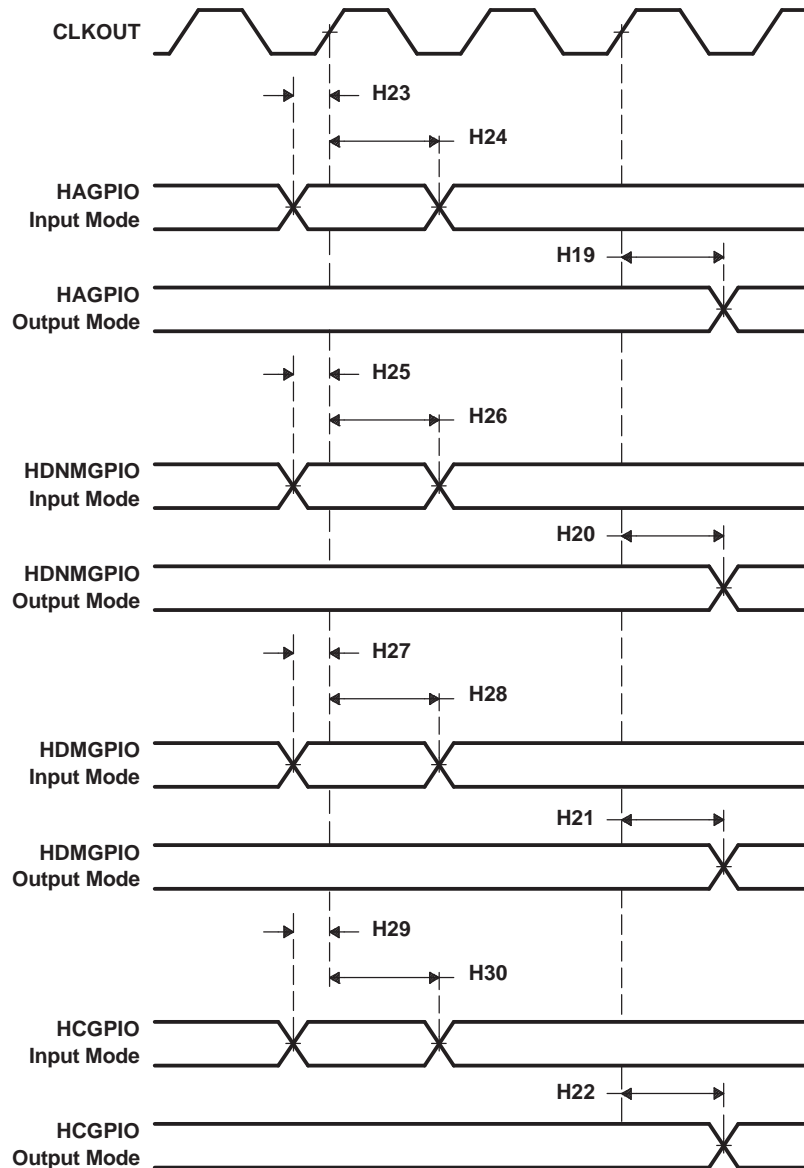 CLKOUT
H23
H24
HAGPIO
Input Mode
H19
HAGPIO
Output Mode
H25
H26
HDNMGPIO
Input Mode
H20
HDNMGPIO
Output Mode
H27
H28
HDMGPIO
Input Mode
H21
HDMGPIO
Output Mode
H29
H30
HCGPIO
Input Mode
H22
HCGPIO
Output Mode